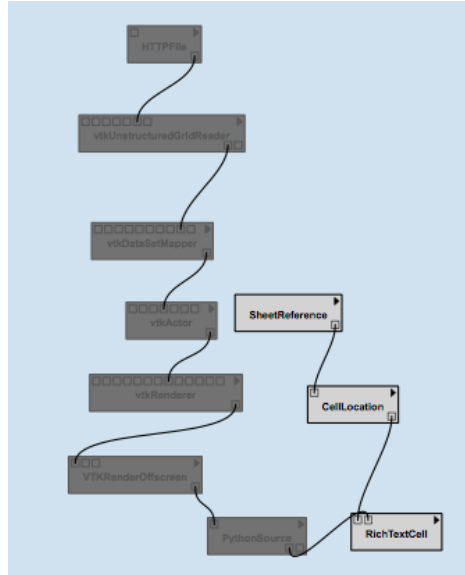 HTTPFile
vtkUnstructuredGridReader
vtkDataSetMapper
vtkActor
SheetReference
vtkRenderer
CellLocation
VTKRenderOffscreen
PythonSource
RichTextCell